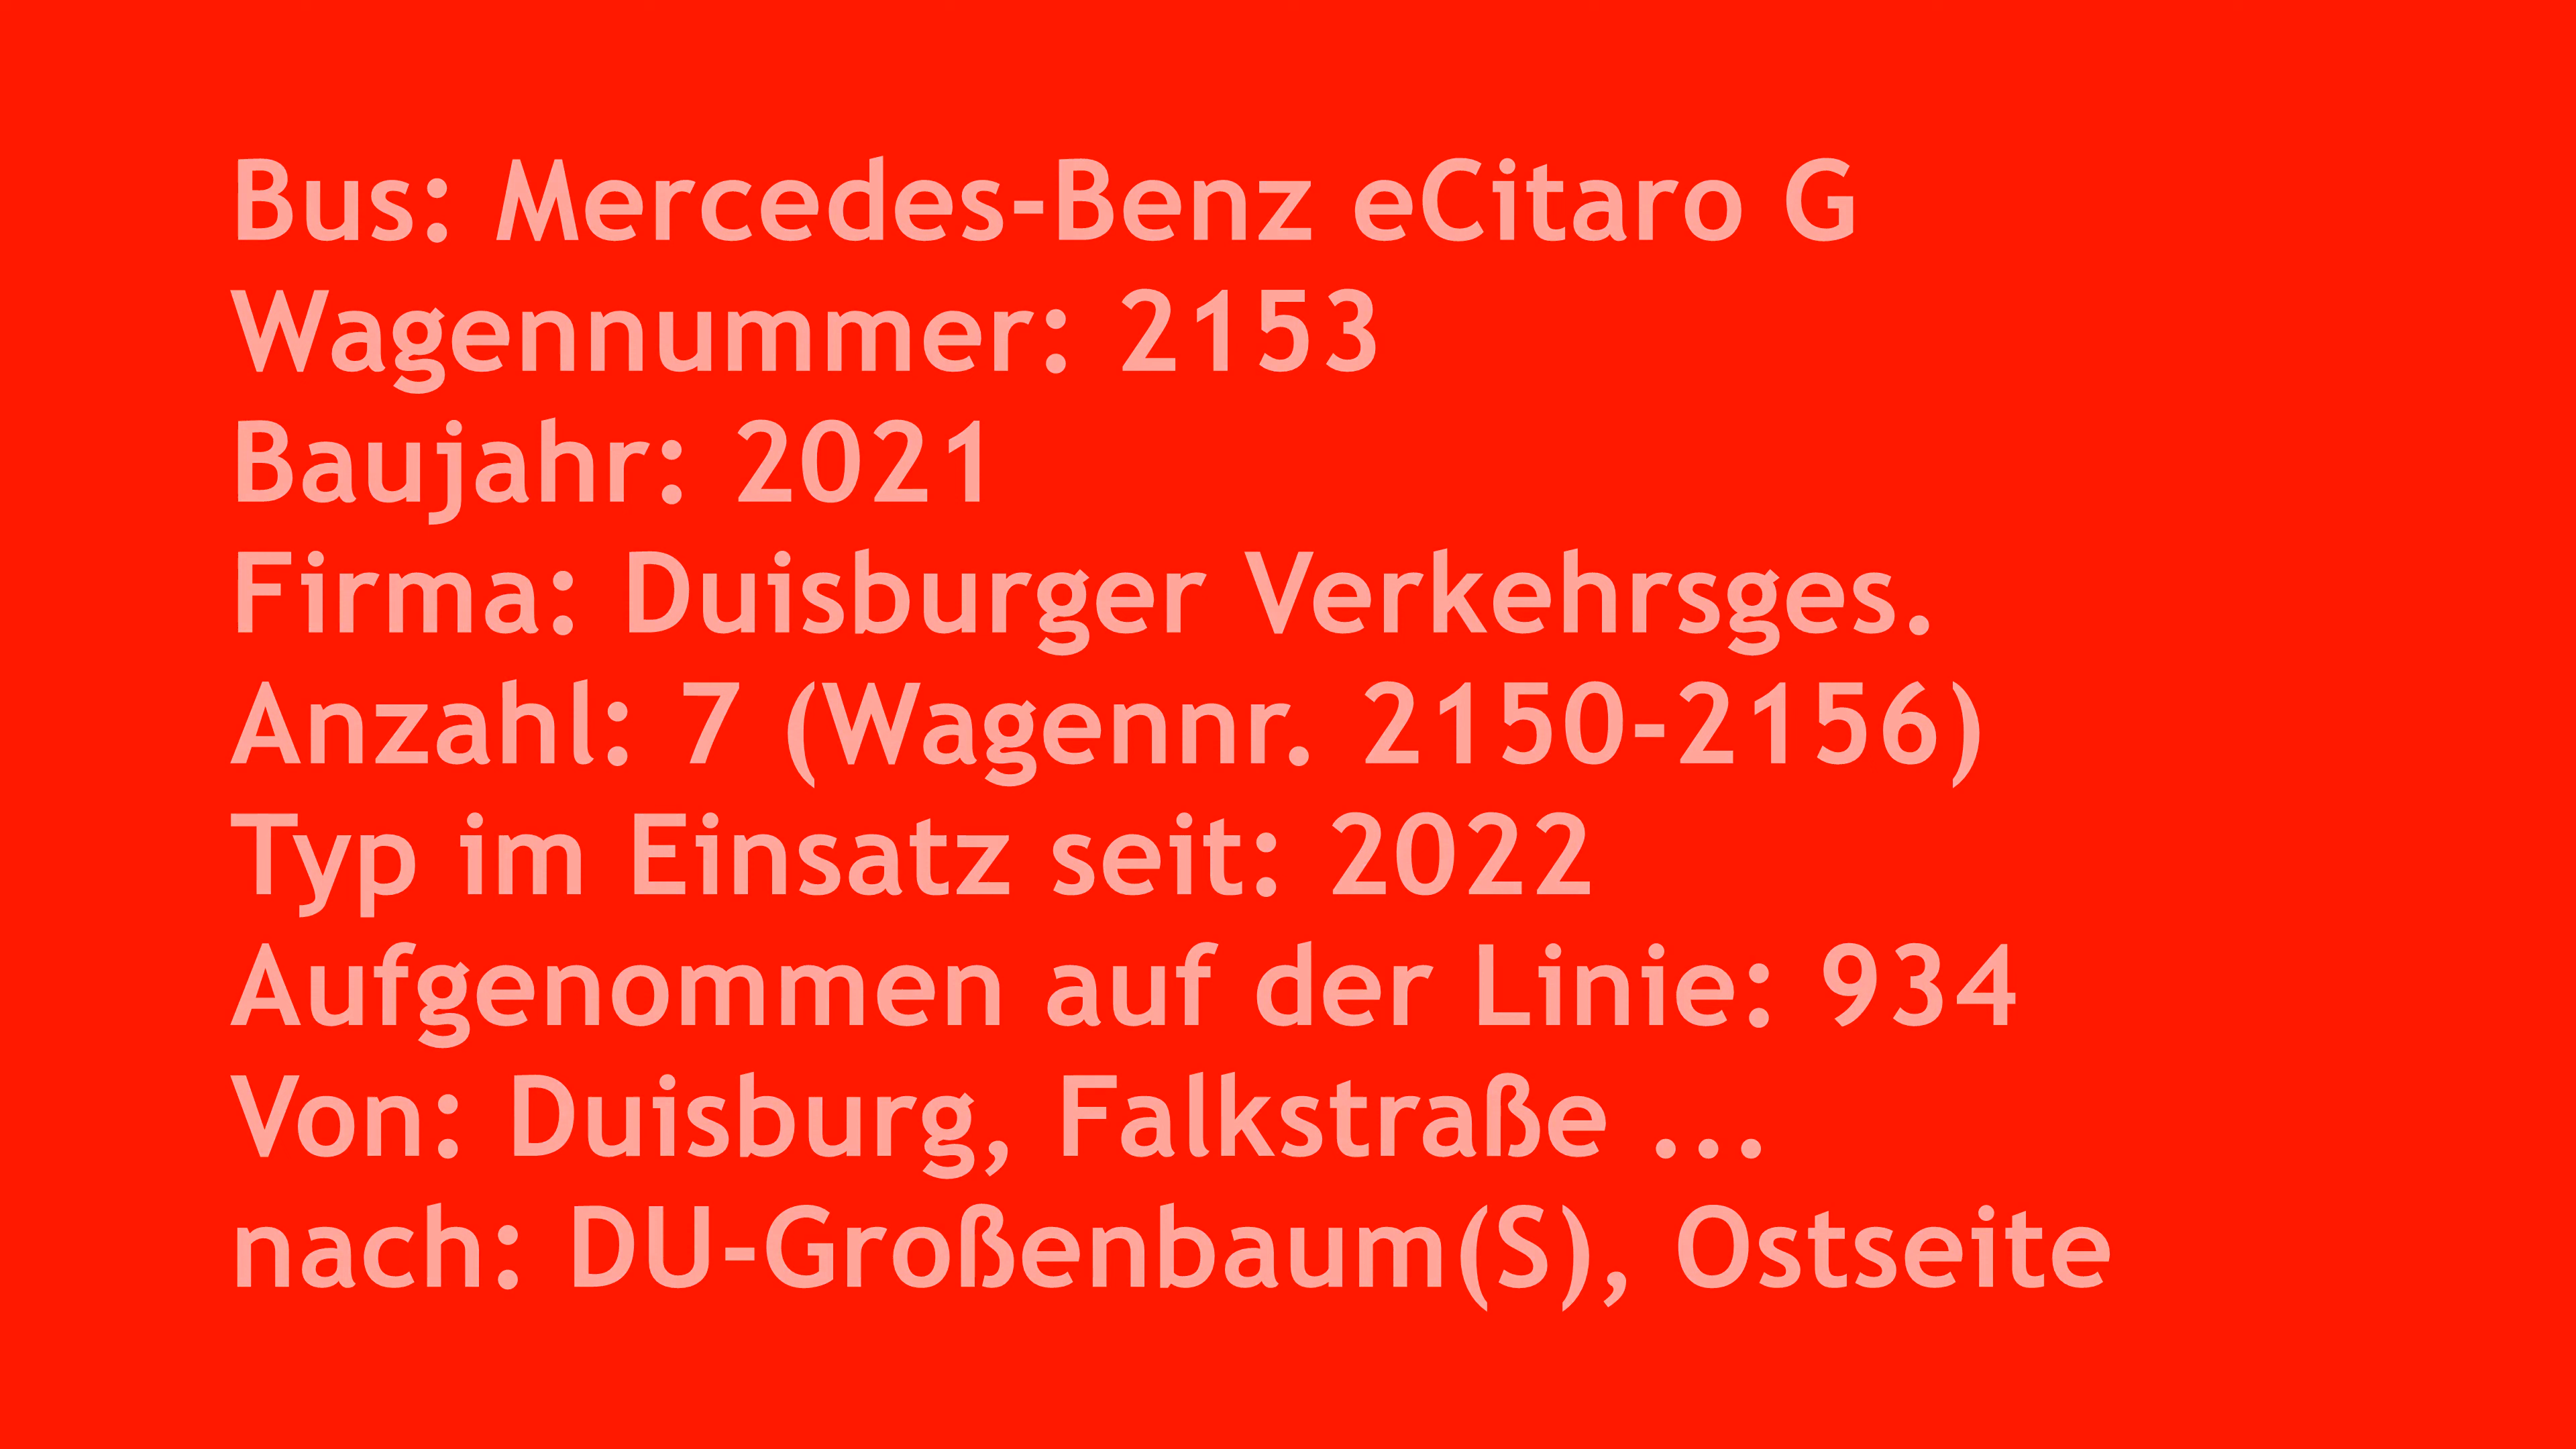 Bus: Mercedes-Benz eCitaro G
Wagennummer: 2153
Baujahr: 2021
Firma: Duisburger Verkehrsges.
Anzahl: 7 (Wagennr. 2150-2156)
Typ im Einsatz seit: 2022
Aufgenommen auf der Linie: 934
Von: Duisburg, Falkstraße ...
nach: DU-Großenbaum(S), Ostseite